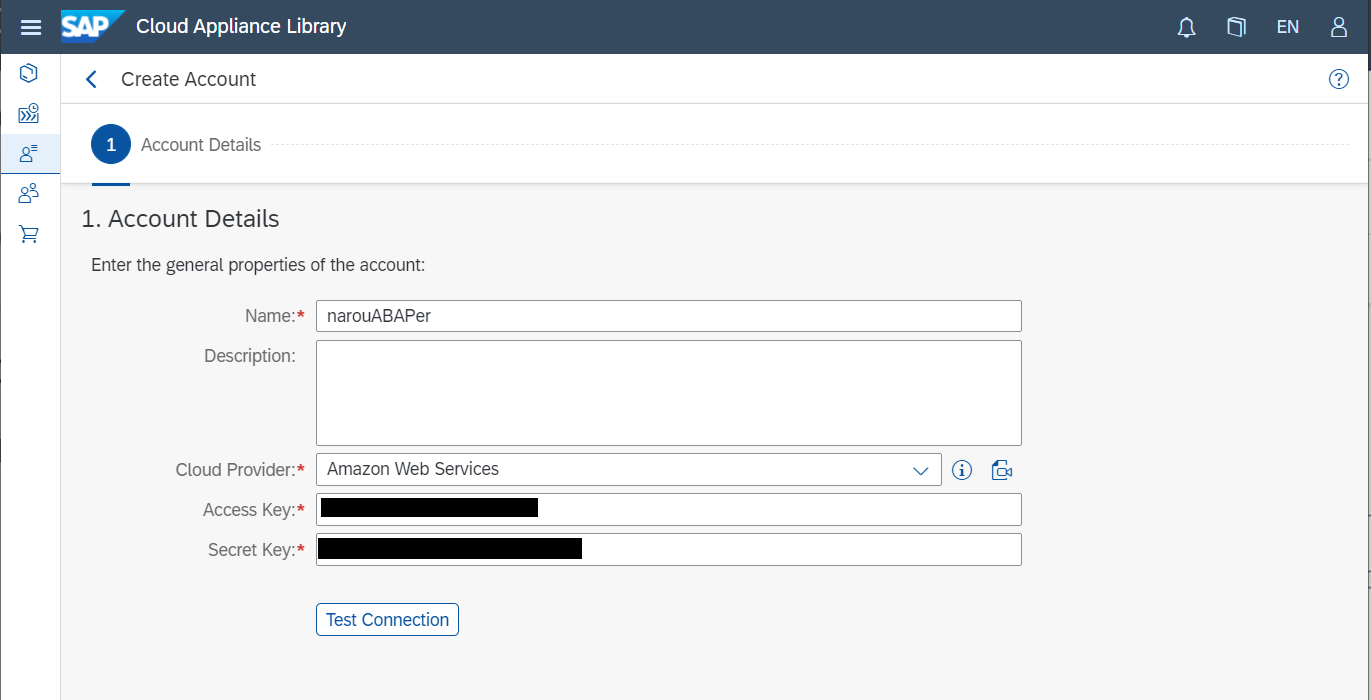 SAP Cloud Appliance Library EN
Create Account
1 Account Details
1. Account Details
Enter the general properties of the account:
Name:* narouABAPer
Description:
Cloud Provider:* Amazon Web Services
Access Key:*
Secret Key:*
Test Connection